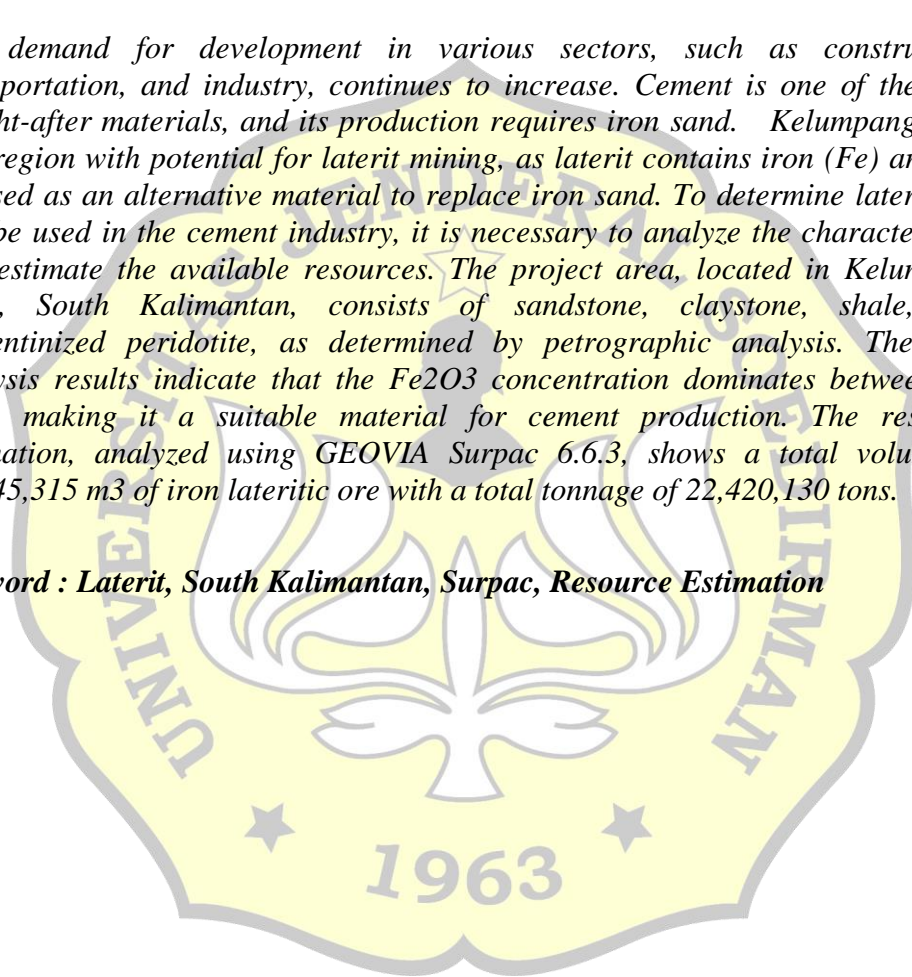 demand for development in various sectors, such as constru
portation, and industry, continues to increase. Cement is one of the
ht-after materials, and its production requires iron sand. Kelumpang
region with potential for laterit mining, as laterit contains iron (Fe) an
sed as an alternative material to replace iron sand. To determine later
be used in the cement industry, it is necessary to analyze the characte
estimate the available resources. The project area, located in Kelum
, South Kalimantan, consists of sandstone, claystone, shale,
entinized peridotite, as determined by petrographic analysis. The
ysis results indicate that the Fe2O3 concentration dominates betwee
making it a suitable material for cement production. The res
nation, analyzed using GEOVIA Surpac 6.6.3, shows a total volu
45,315 m3 of iron lateritic ore with a total tonnage of 22,420,130 tons.
word : Laterit, South Kalimantan, Surpac, Resource Estimation
UNIVERSITAS JENDERAL SOEDIRMAN
1963